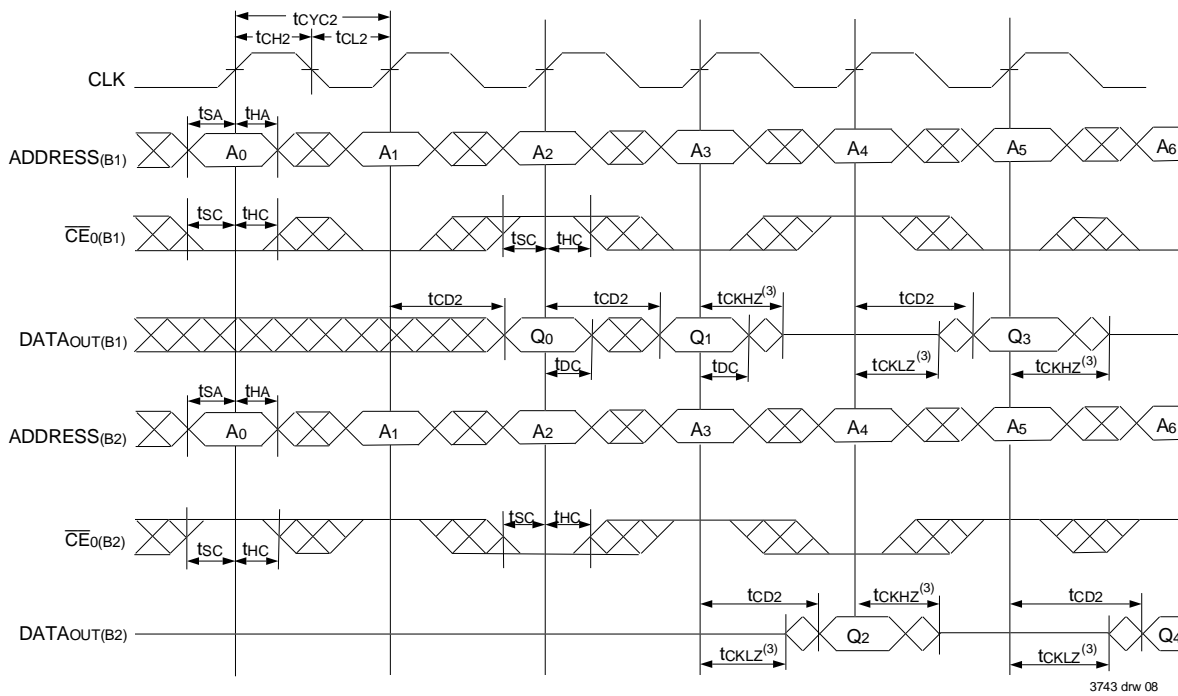 tCYC2
tCH2 tCL2
CLK
tSA tHA
ADDRESS(B1) A0 A1 A2 A3 A4 A5 A6
tSC tHC
CE0(B1) tSC tHC
tCD2 tCD2 tCKHZ(3) tCD2
DATAOUT(B1) Q0 Q1 Q3
tDC tDC tCKLZ(3) tCKHZ(3)
tSA tHA
ADDRESS(B2) A0 A1 A2 A3 A4 A5 A6
tSC tHC
CE0(B2)
tSC tHC
tCD2 tCKHZ(3) tCD2
DATAOUT(B2) Q2 Q4
tCKLZ(3) tCKLZ(3)
3743 drw 08